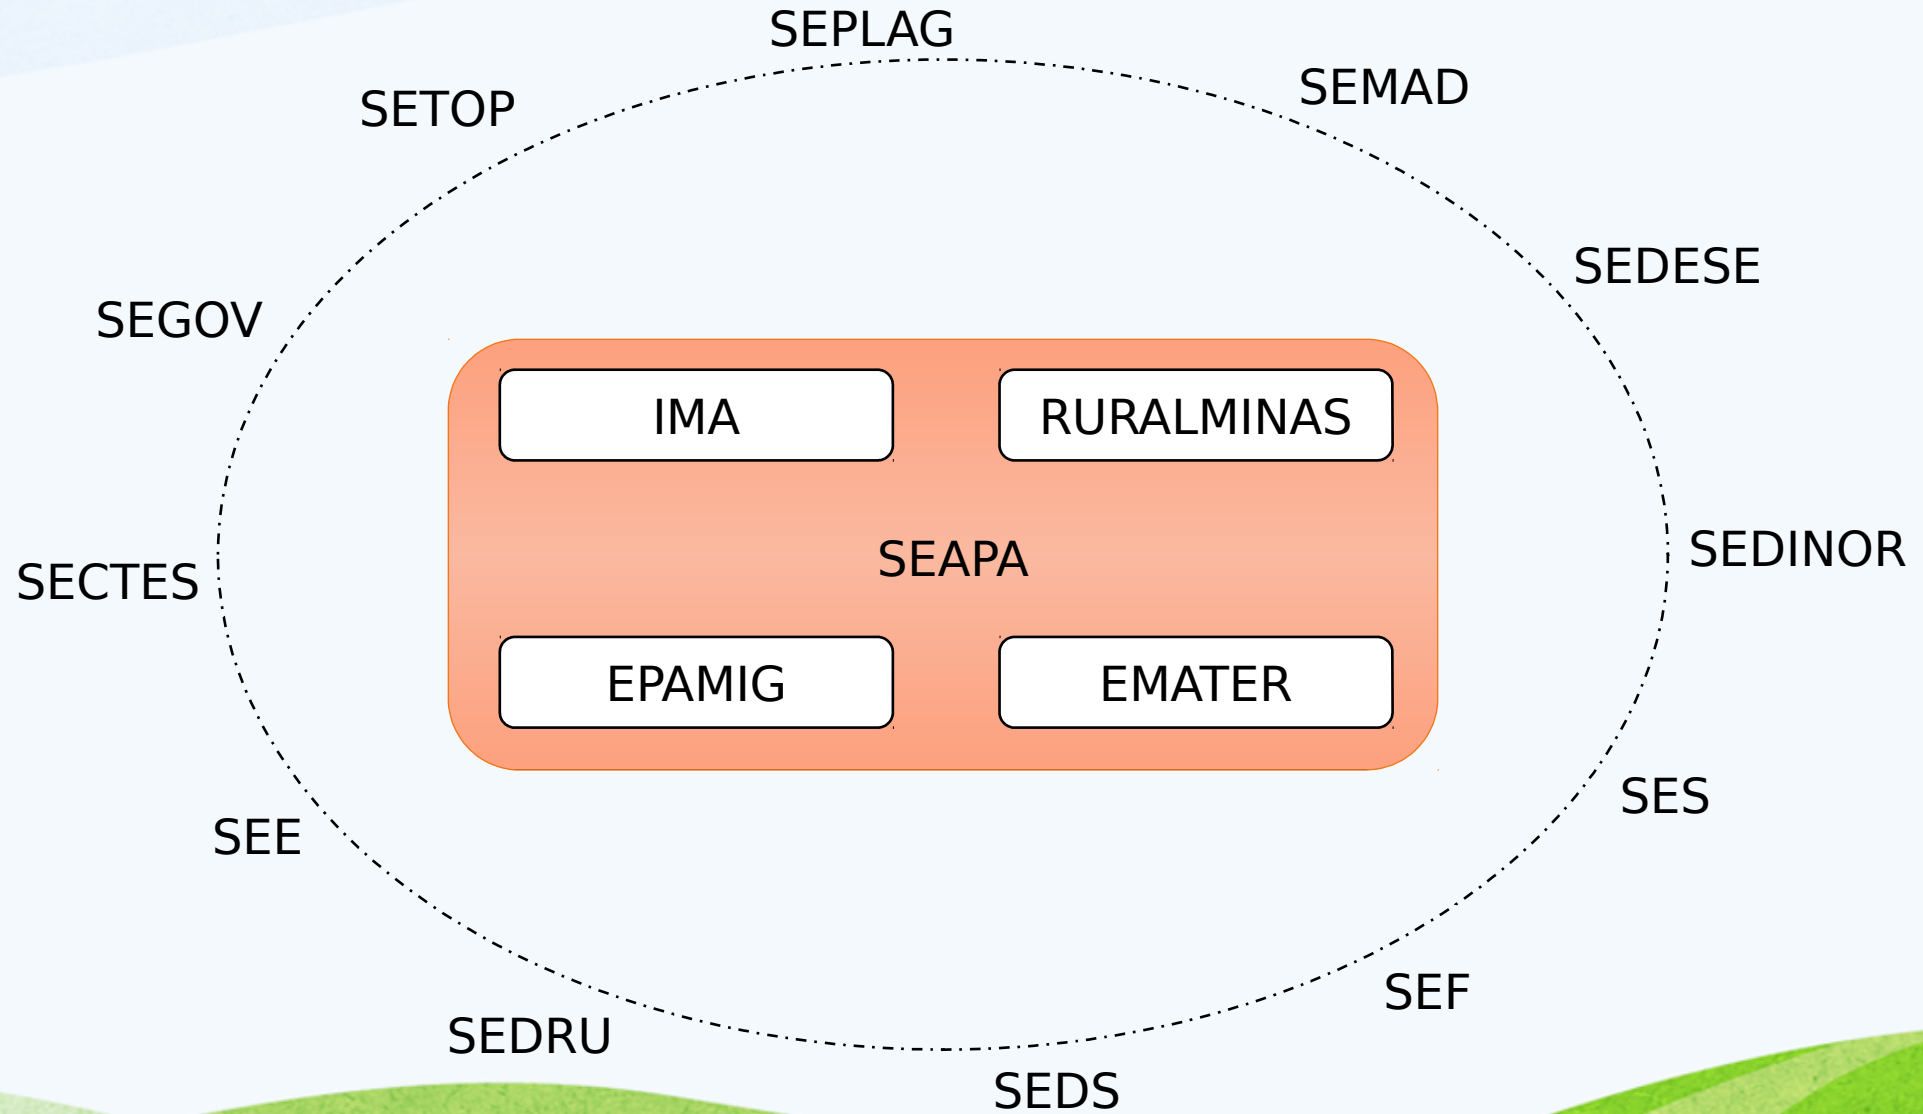 SEPLAG
SEMAD
SETOP
SEDESE
SEGOV
IMA
RURALMINAS
SEAPA
SEDINOR
SECTES
EPAMIG
EMATER
SES
SEE
SEF
SEDRU
SEDS